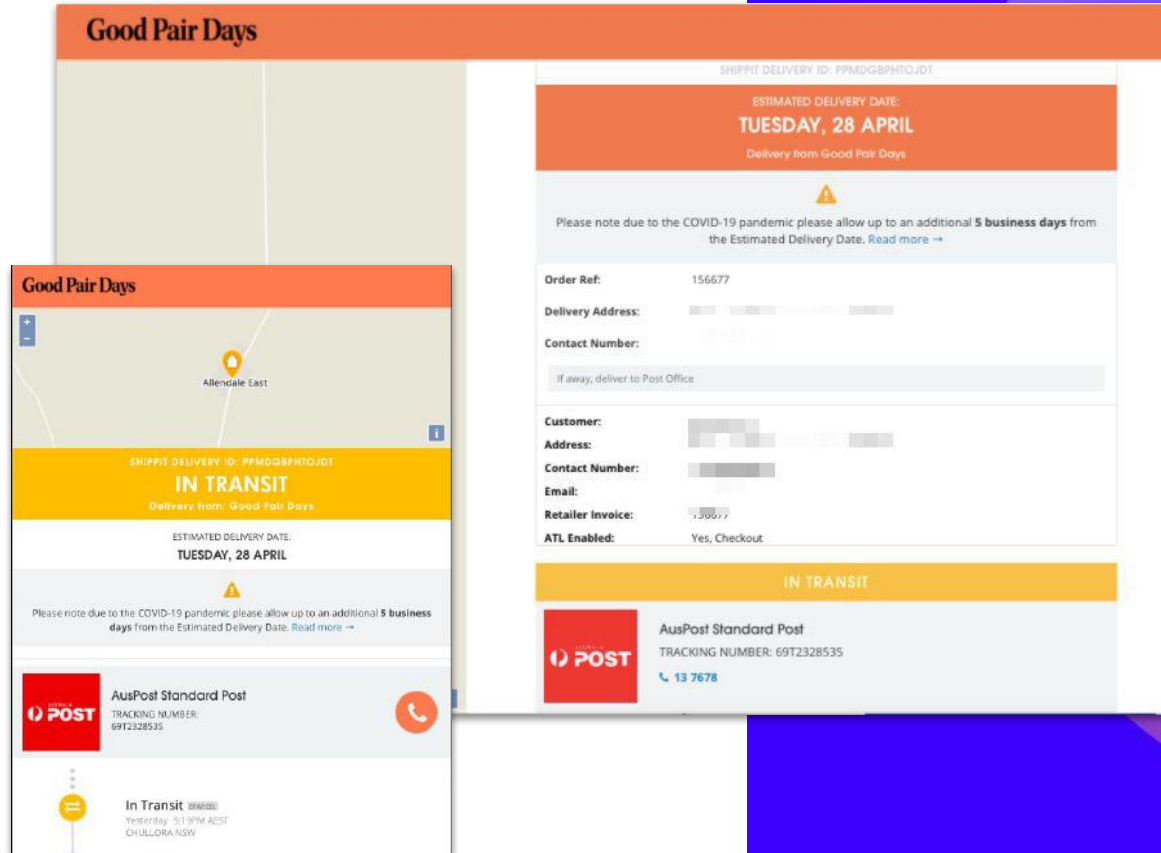 Good Pair Days
SHIPPIT DELIVERY ID: PPMDGBPHTOJDT
ESTIMATED DELIVERY DATE:
TUESDAY, 28 APRIL
Delivery from Good Pair Days
Please note due to the COVID-19 pandemic please allow up to an additional 5 business days from
the Estimated Delivery Date. Read more →
Order Ref: 156677
Delivery Address:
Contact Number:
If away, deliver to Post Office
Customer:
Address:
Contact Number:
Email:
Retailer Invoice:
ATL Enabled: Yes, Checkout
IN TRANSIT
POST
AusPost Standard Post
TRACKING NUMBER: 69T2328535
13 7678
Good Pair Days
+
−
Allendale East
i
SHIPPIT DELIVERY ID: PPMDGBPHTOJDT
IN TRANSIT
Delivery from: Good Pair Days
ESTIMATED DELIVERY DATE:
TUESDAY, 28 APRIL
Please note due to the COVID-19 pandemic please allow up to an additional 5 business
days from the Estimated Delivery Date. Read more →
POST
AusPost Standard Post
TRACKING NUMBER:
69T2328535
In Transit
Yesterday 5:19PM AEST
CHULLORA NSW